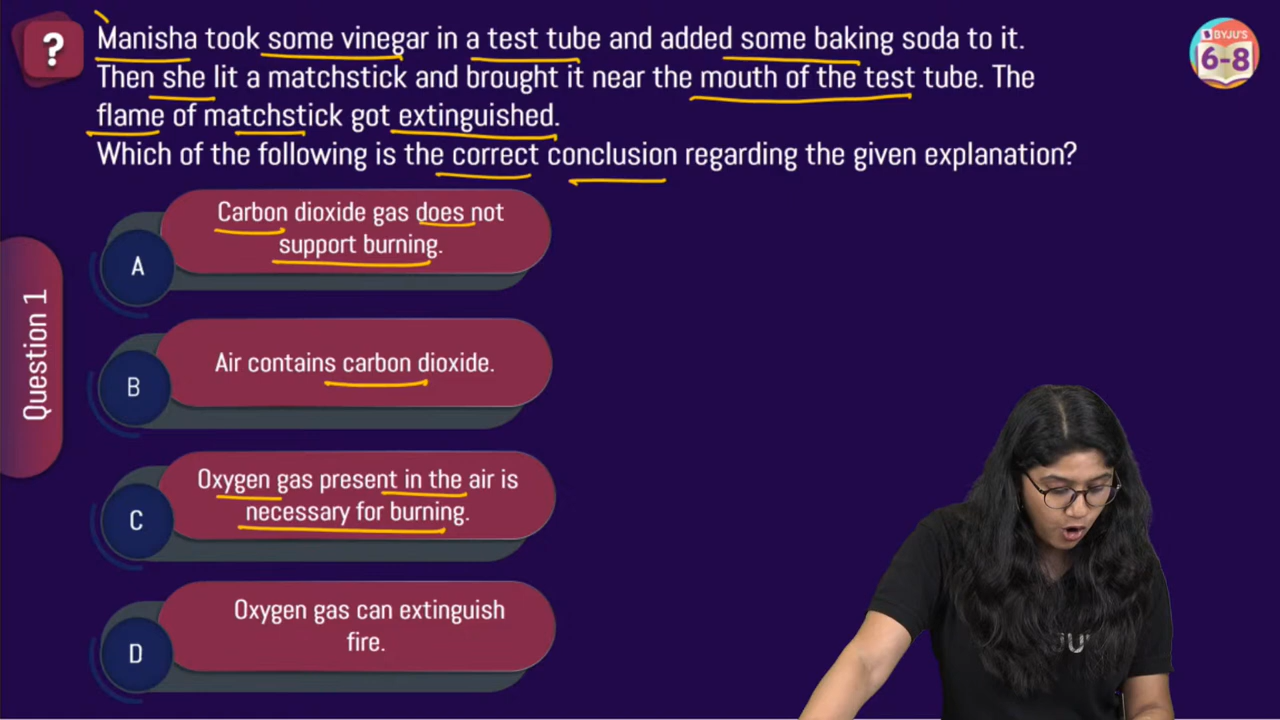 ?
Manisha took some vinegar in a test tube and added some baking soda to it.
Then she lit a matchstick and brought it near the mouth of the test tube. The
flame of matchstick got extinguished.
Which of the following is the correct conclusion regarding the given explanation?
BYJU'S
6-8
Question 1
A
Carbon dioxide gas does not
support burning.
B
Air contains carbon dioxide.
C
Oxygen gas present in the air is
necessary for burning.
D
Oxygen gas can extinguish
fire.